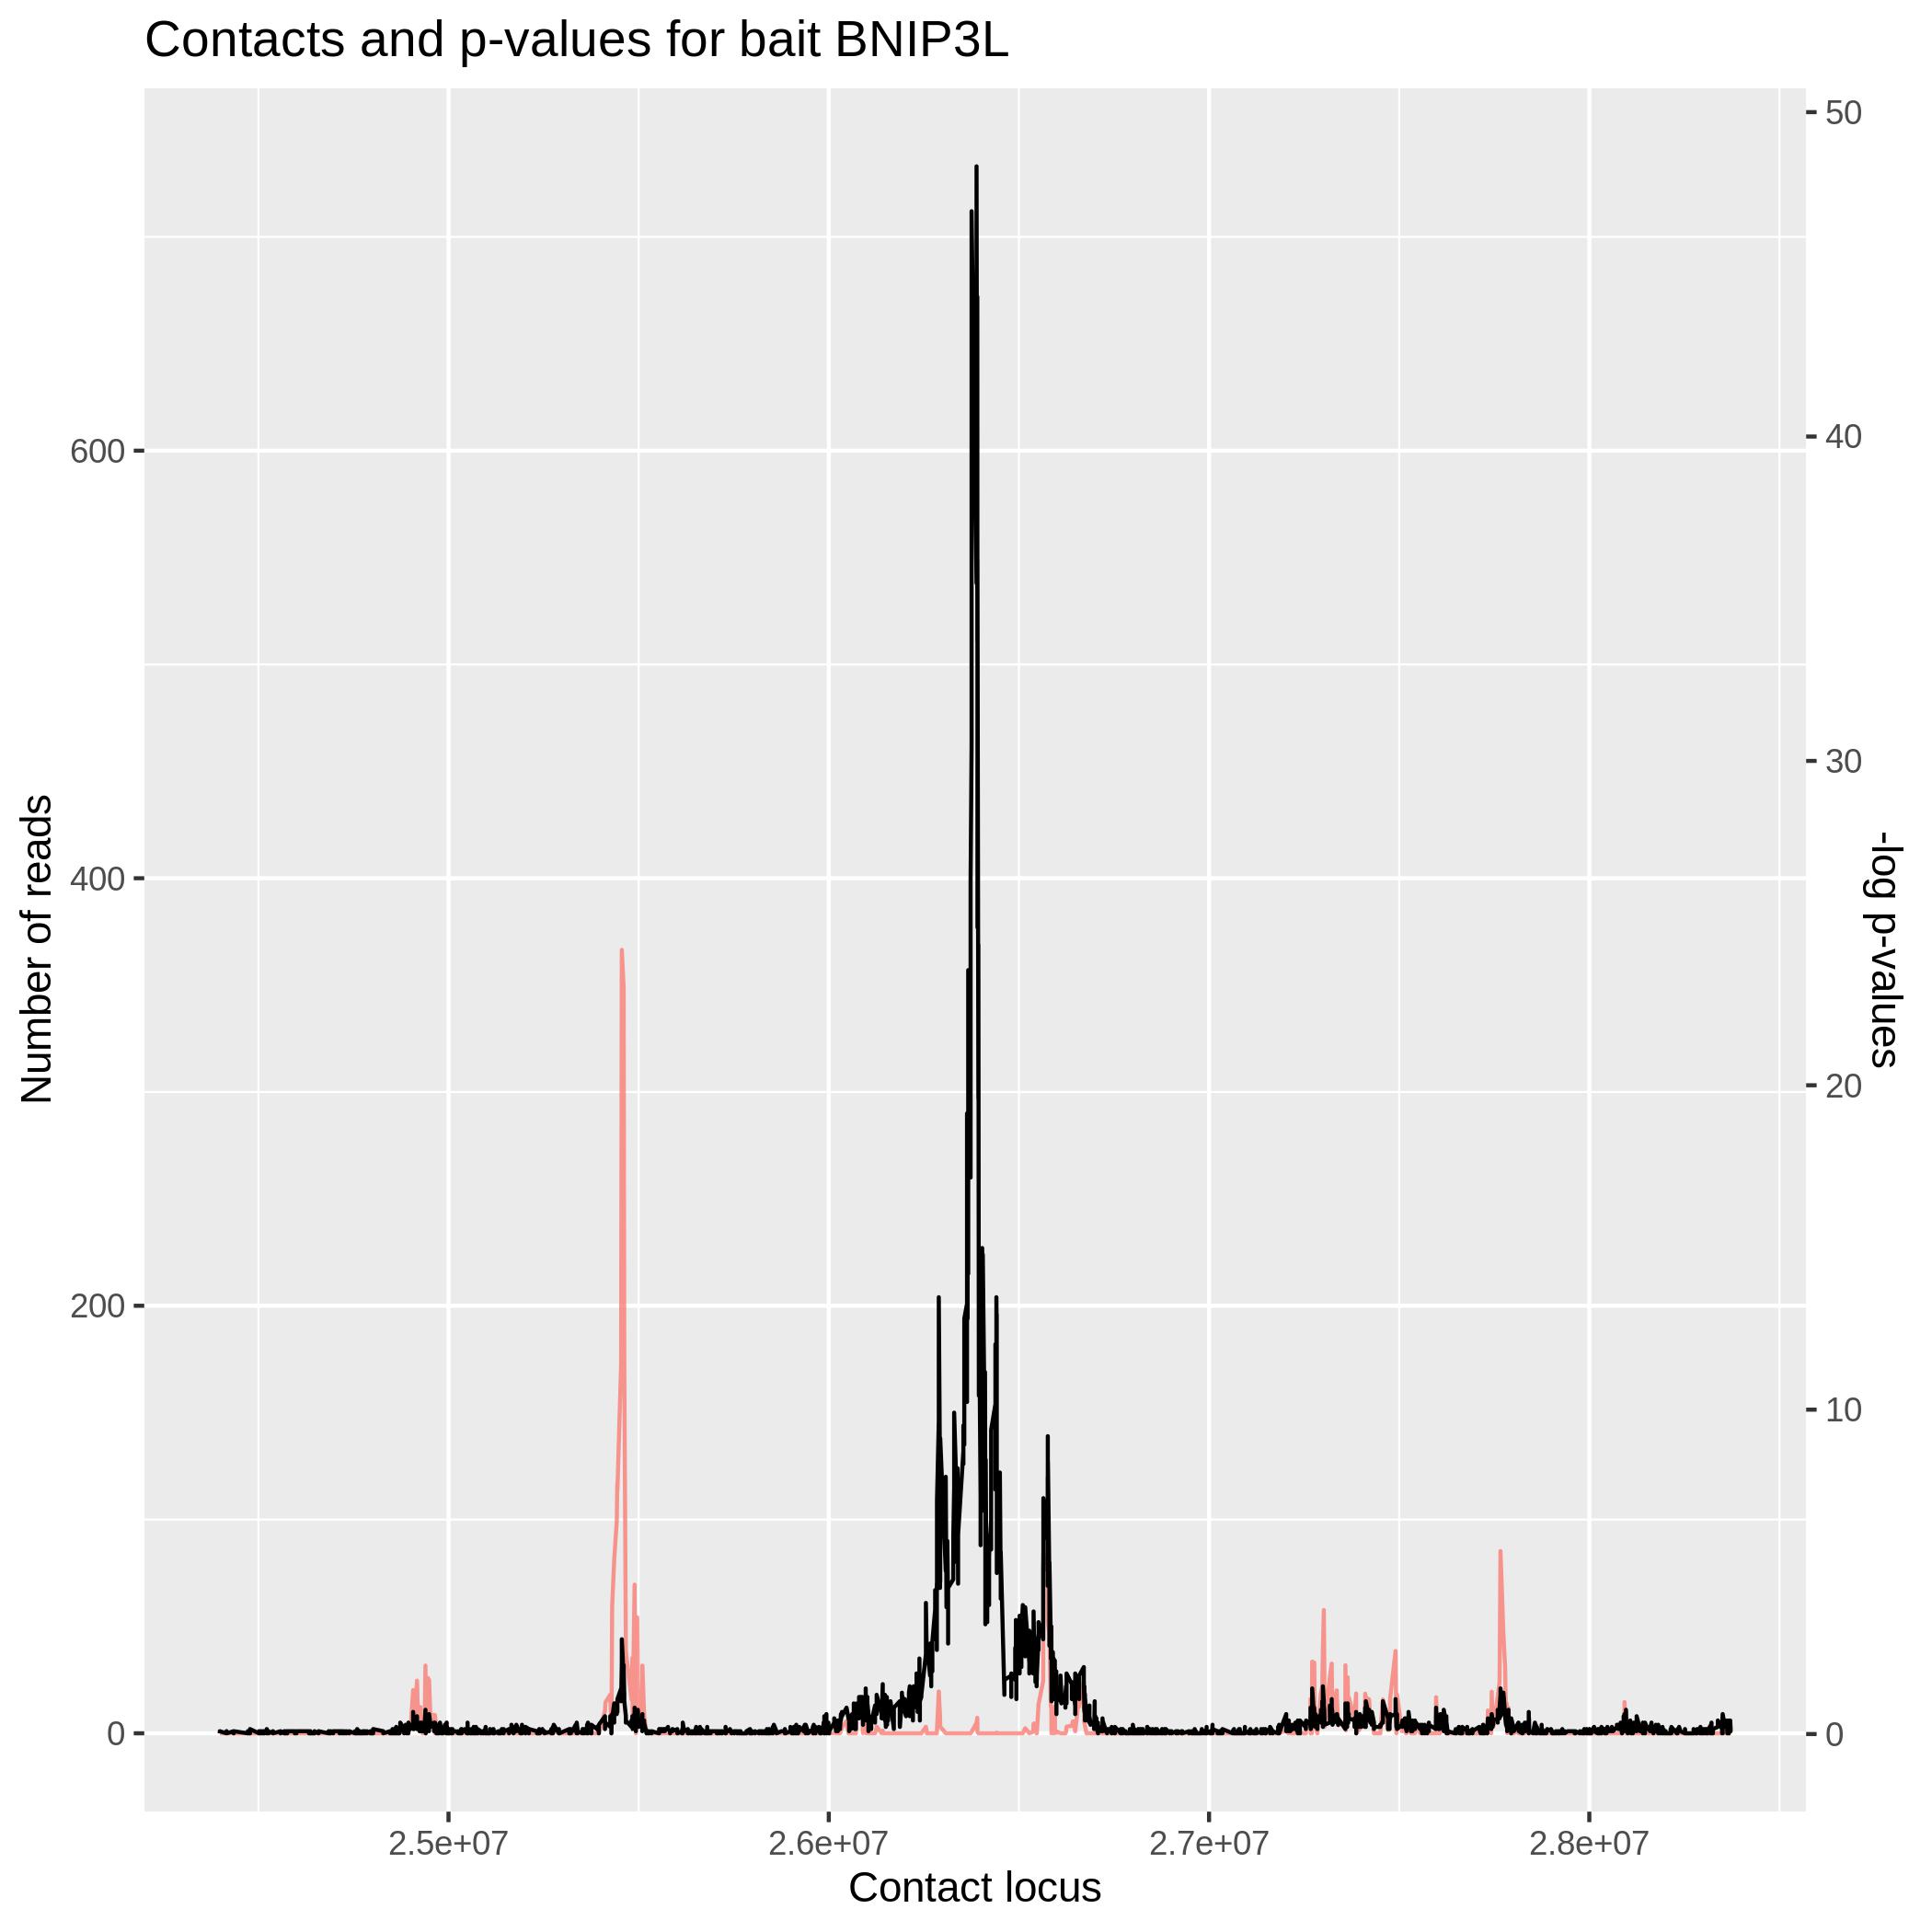 Contacts and p-values for bait BNIP3L
Number of reads
600
400
200
0
50
40
30
20
10
0
-log p-values
2.5e+07 2.6e+07 2.7e+07 2.8e+07
Contact locus